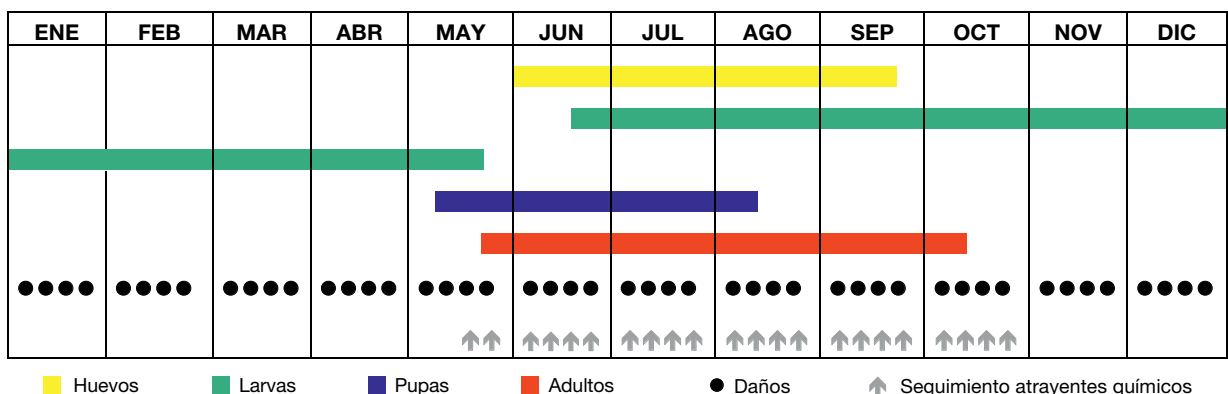 ENE FEB MAR ABR MAY JUN JUL AGO SEP OCT NOV DIC
Huevos Larvas Pupas Adultos Daños Seguimiento atrayentes químicos